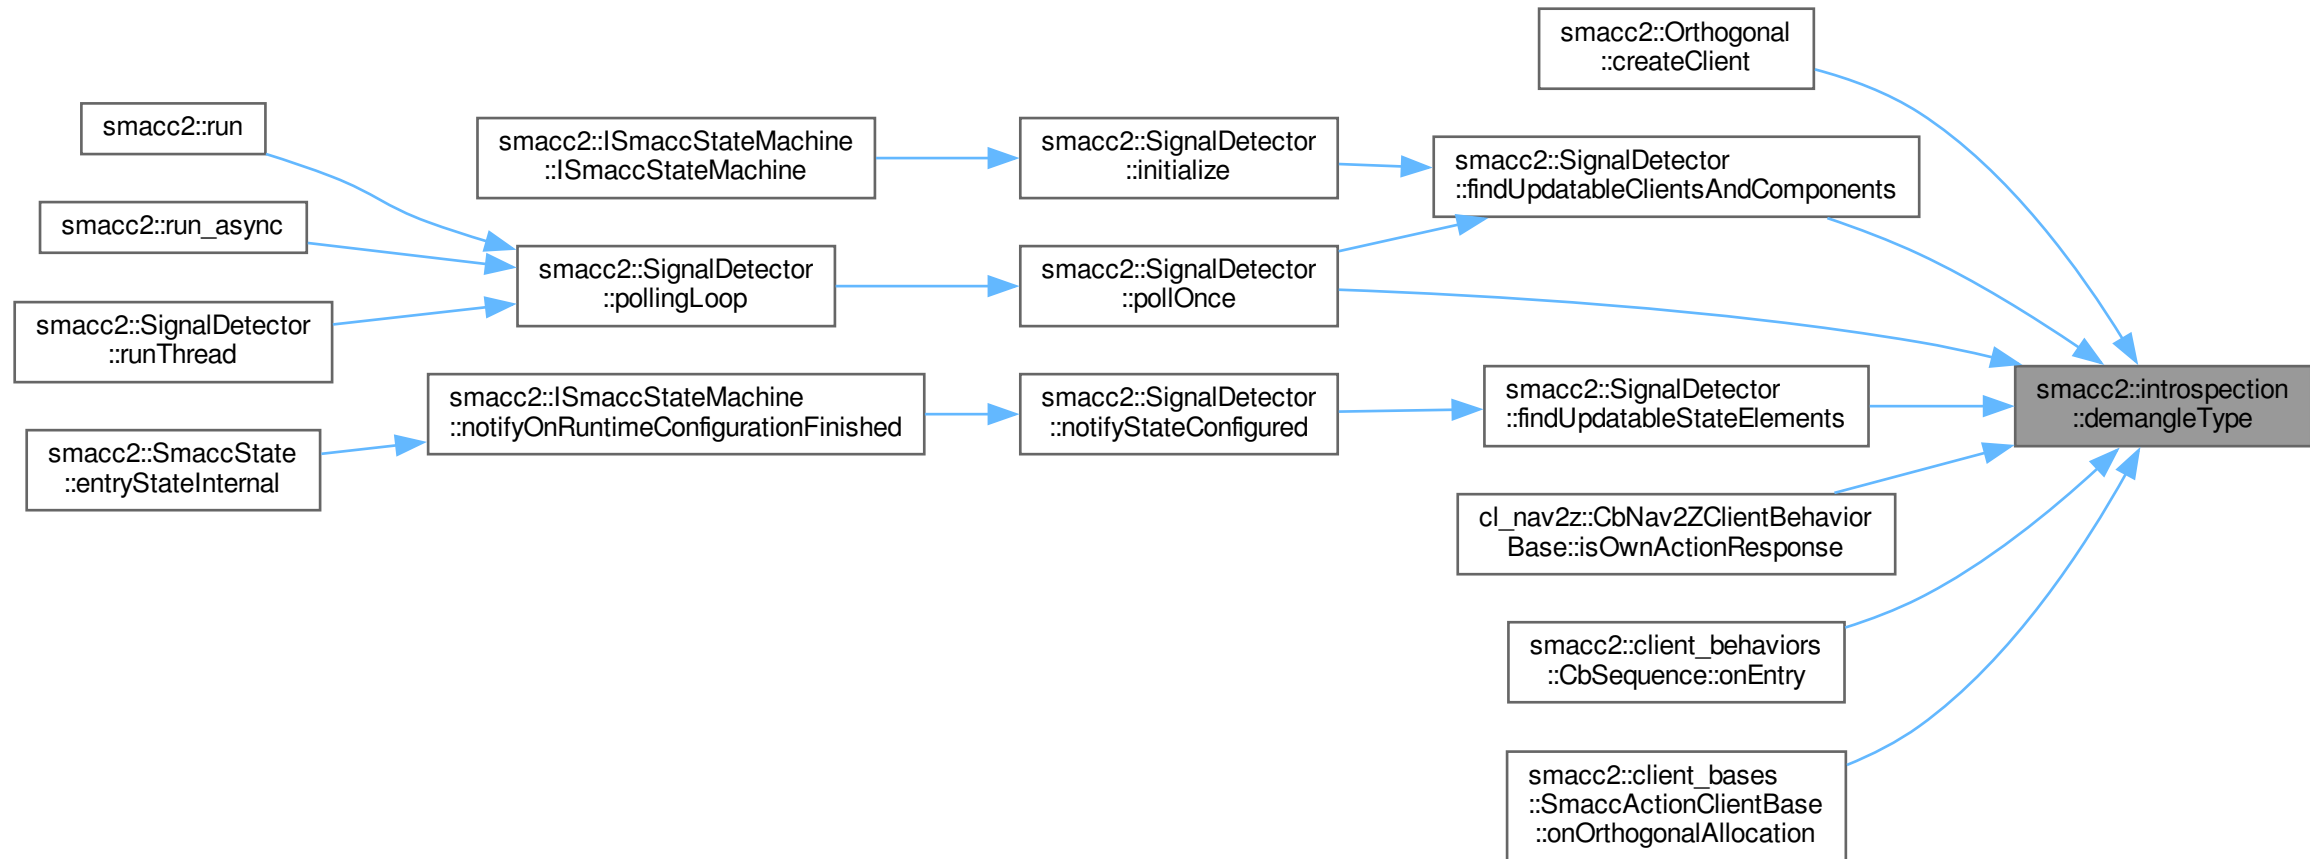 smacc2::Orthogonal
::createClient
smacc2::run
smacc2::ISmaccStateMachine
::ISmaccStateMachine
smacc2::SignalDetector
::initialize
smacc2::SignalDetector
::findUpdatableClientsAndComponents
smacc2::run_async
smacc2::SignalDetector
::pollingLoop
smacc2::SignalDetector
::pollOnce
smacc2::SignalDetector
::runThread
smacc2::ISmaccStateMachine
::notifyOnRuntimeConfigurationFinished
smacc2::SignalDetector
::notifyStateConfigured
smacc2::SignalDetector
::findUpdatableStateElements
smacc2::introspection
::demangleType
smacc2::SmaccState
::entryStateInternal
cl_nav2z::CbNav2ZClientBehavior
Base::isOwnActionResponse
smacc2::client_behaviors
::CbSequence::onEntry
smacc2::client_bases
::SmaccActionClientBase
::onOrthogonalAllocation